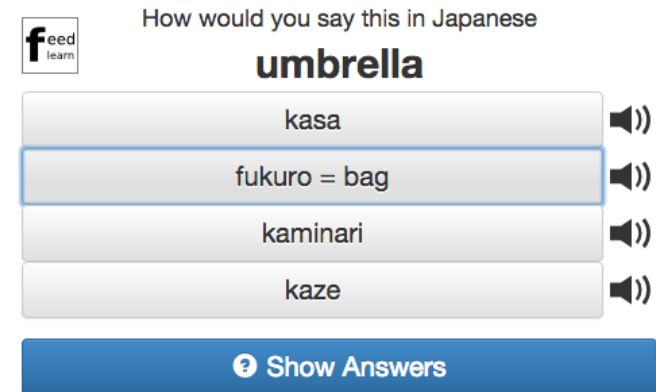 How would you say this in Japanese
feed
learn
umbrella
kasa
fukuro = bag
kaminari
kaze
? Show Answers